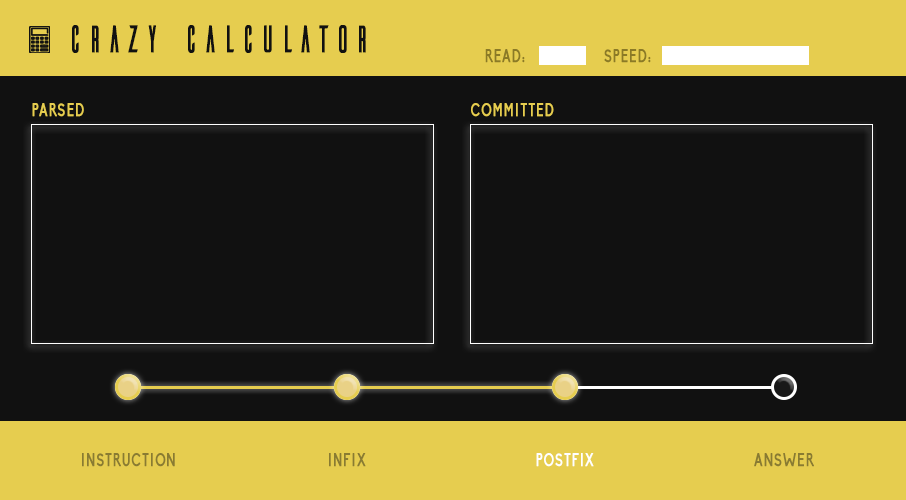 CRAZY CALCULATOR
READ: SPEED:
PARSED COMMITTED
INSTRUCTION INFIX POSTFIX ANSWER